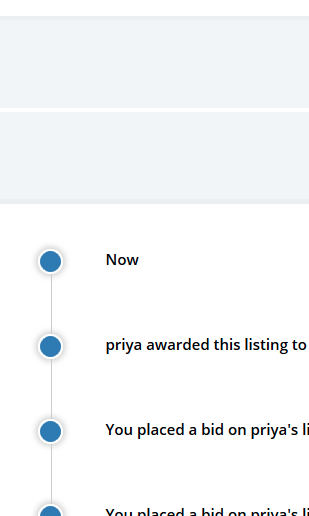 Now
priya awarded this listing to
You placed a bid on priya's li
You placed a bid on priya's li